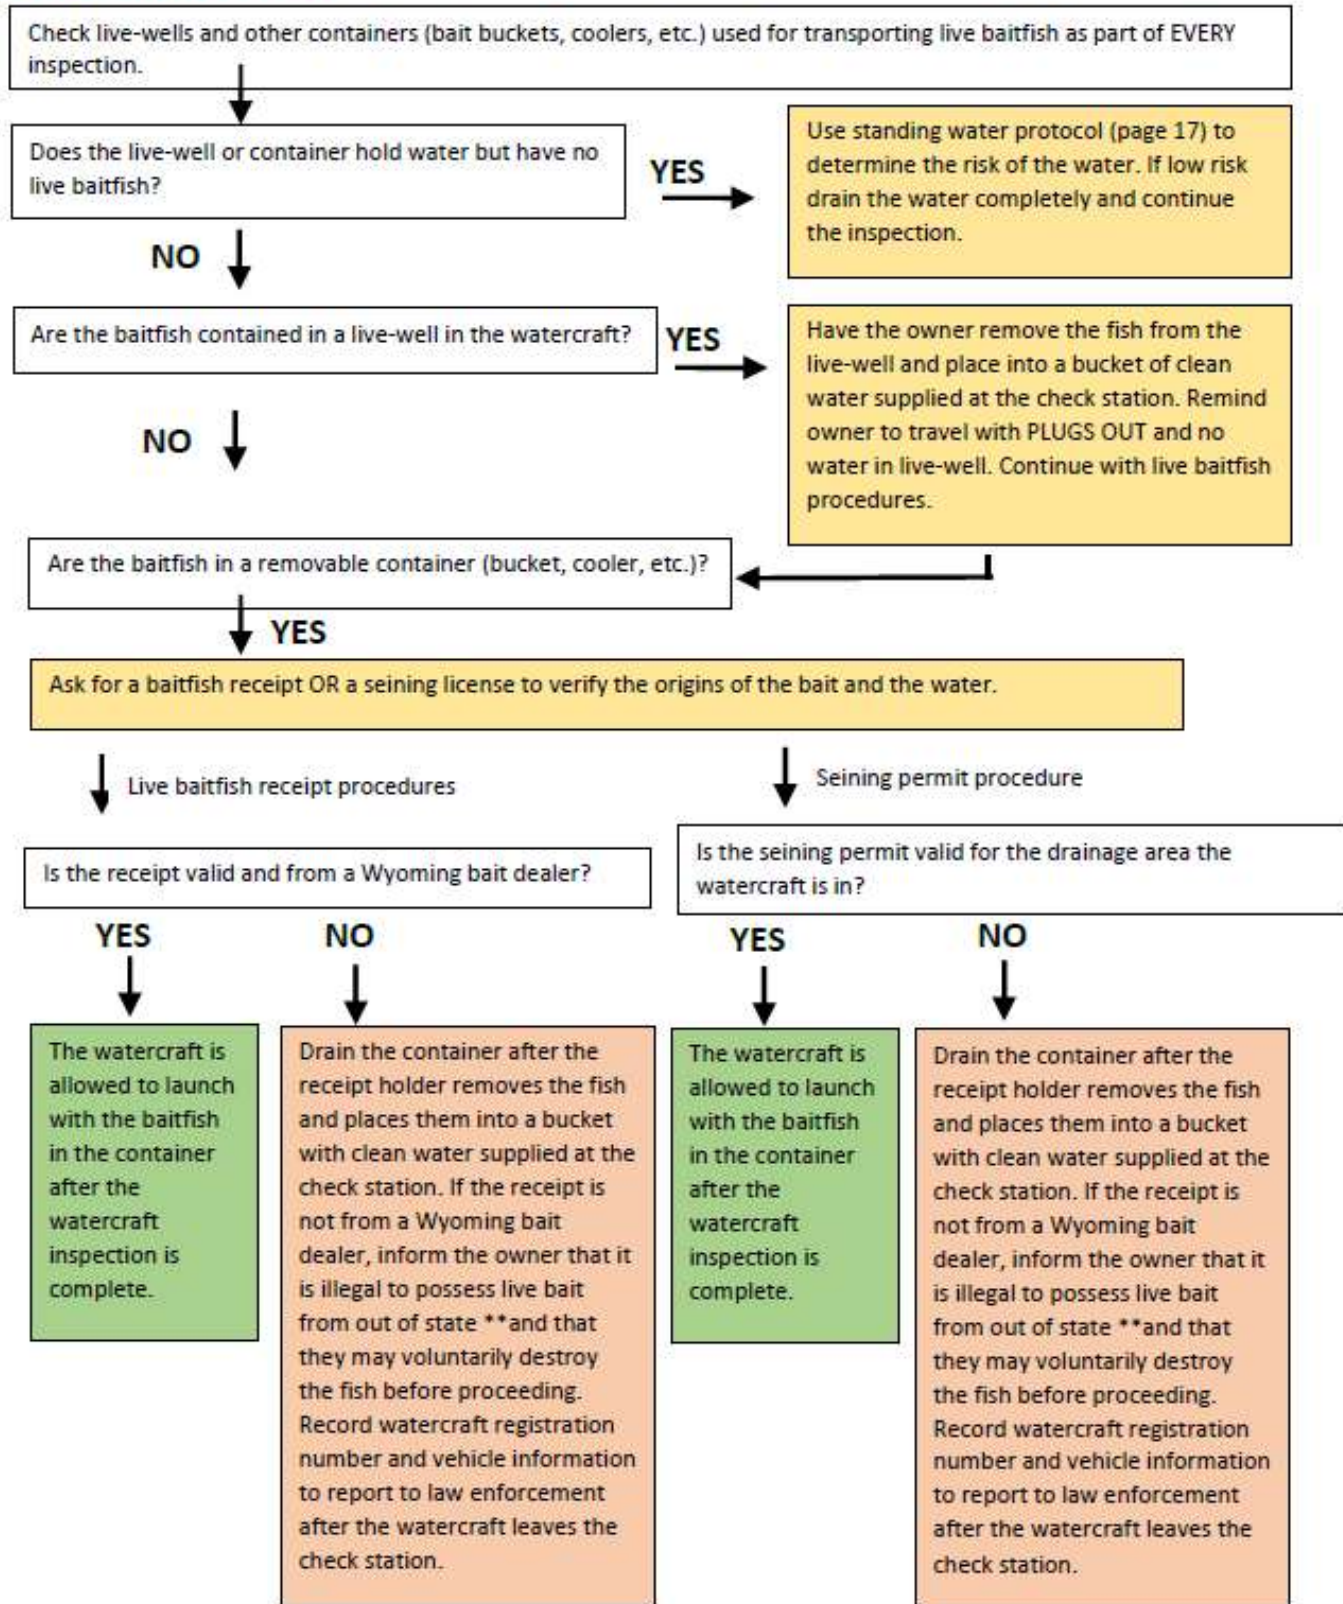 Check live-wells and other containers (bait buckets, coolers, etc.) used for transporting live baitfish as part of EVERY
inspection.
Does the live-well or container hold water but have no
live baitfish?
YES
Use standing water protocol (page 17) to
determine the risk of the water. If low risk
drain the water completely and continue
the inspection.
NO
Are the baitfish contained in a live-well in the watercraft?
YES
Have the owner remove the fish from the
live-well and place into a bucket of clean
water supplied at the check station. Remind
owner to travel with PLUGS OUT and no
water in live-well. Continue with live baitfish
procedures.
NO
Are the baitfish in a removable container (bucket, cooler, etc.)?
YES
Ask for a baitfish receipt OR a seining license to verify the origins of the bait and the water.
Live baitfish receipt procedures
Seining permit procedure
Is the receipt valid and from a Wyoming bait dealer?
Is the seining permit valid for the drainage area the
watercraft is in?
YES
NO
YES
NO
The watercraft is
allowed to launch
with the baitfish
in the container
after the
watercraft
inspection is
complete.
Drain the container after the
receipt holder removes the fish
and places them into a bucket
with clean water supplied at the
check station. If the receipt is
not from a Wyoming bait
dealer, inform the owner that it
is illegal to possess live bait
from out of state **and that
they may voluntarily destroy
the fish before proceeding.
Record watercraft registration
number and vehicle information
to report to law enforcement
after the watercraft leaves the
check station.
The watercraft is
allowed to launch
with the baitfish
in the container
after the
watercraft
inspection is
complete.
Drain the container after the
receipt holder removes the fish
and places them into a bucket
with clean water supplied at the
check station. If the receipt is
not from a Wyoming bait
dealer, inform the owner that it
is illegal to possess live bait
from out of state **and that
they may voluntarily destroy
the fish before proceeding.
Record watercraft registration
number and vehicle information
to report to law enforcement
after the watercraft leaves the
check station.